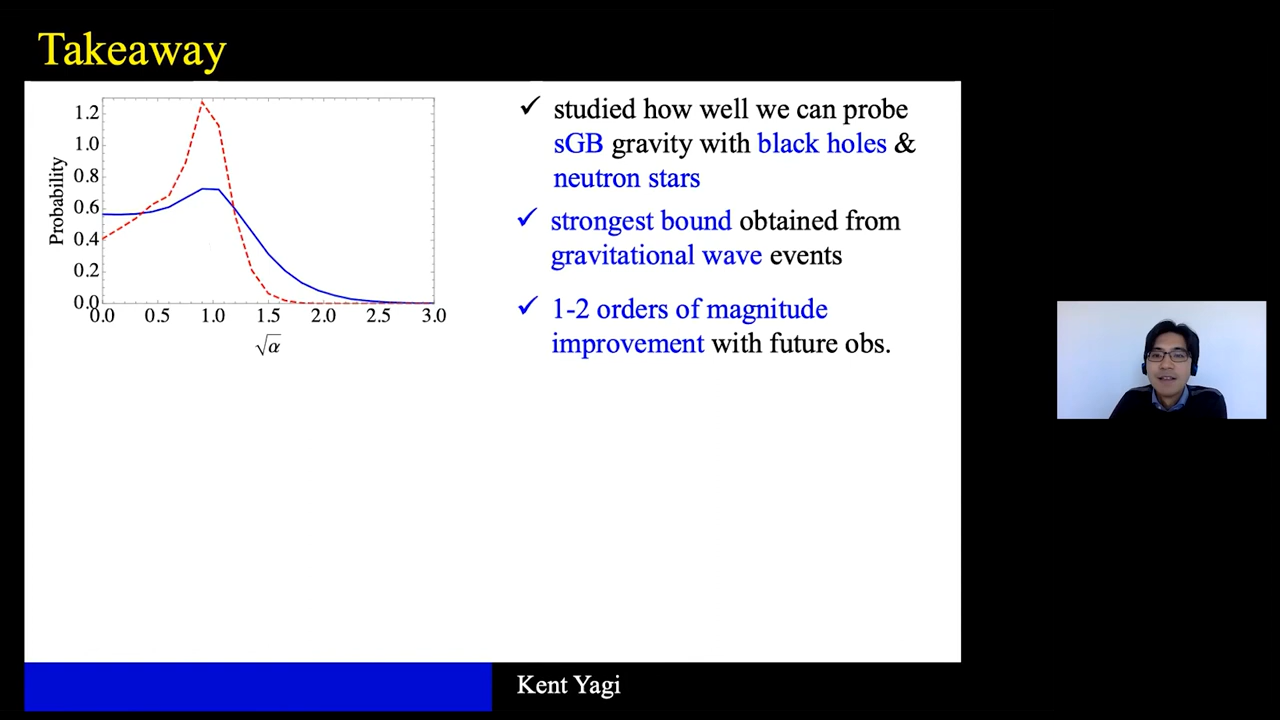 Takeaway
1.2
1.0
0.8
0.6
0.4
0.2
0.0
Probability
0.0 0.5 1.0 1.5 2.0 2.5 3.0
√α
✓ studied how well we can probe
sGB gravity with black holes &
neutron stars
✓ strongest bound obtained from
gravitational wave events
✓ 1-2 orders of magnitude
improvement with future obs.
Kent Yagi